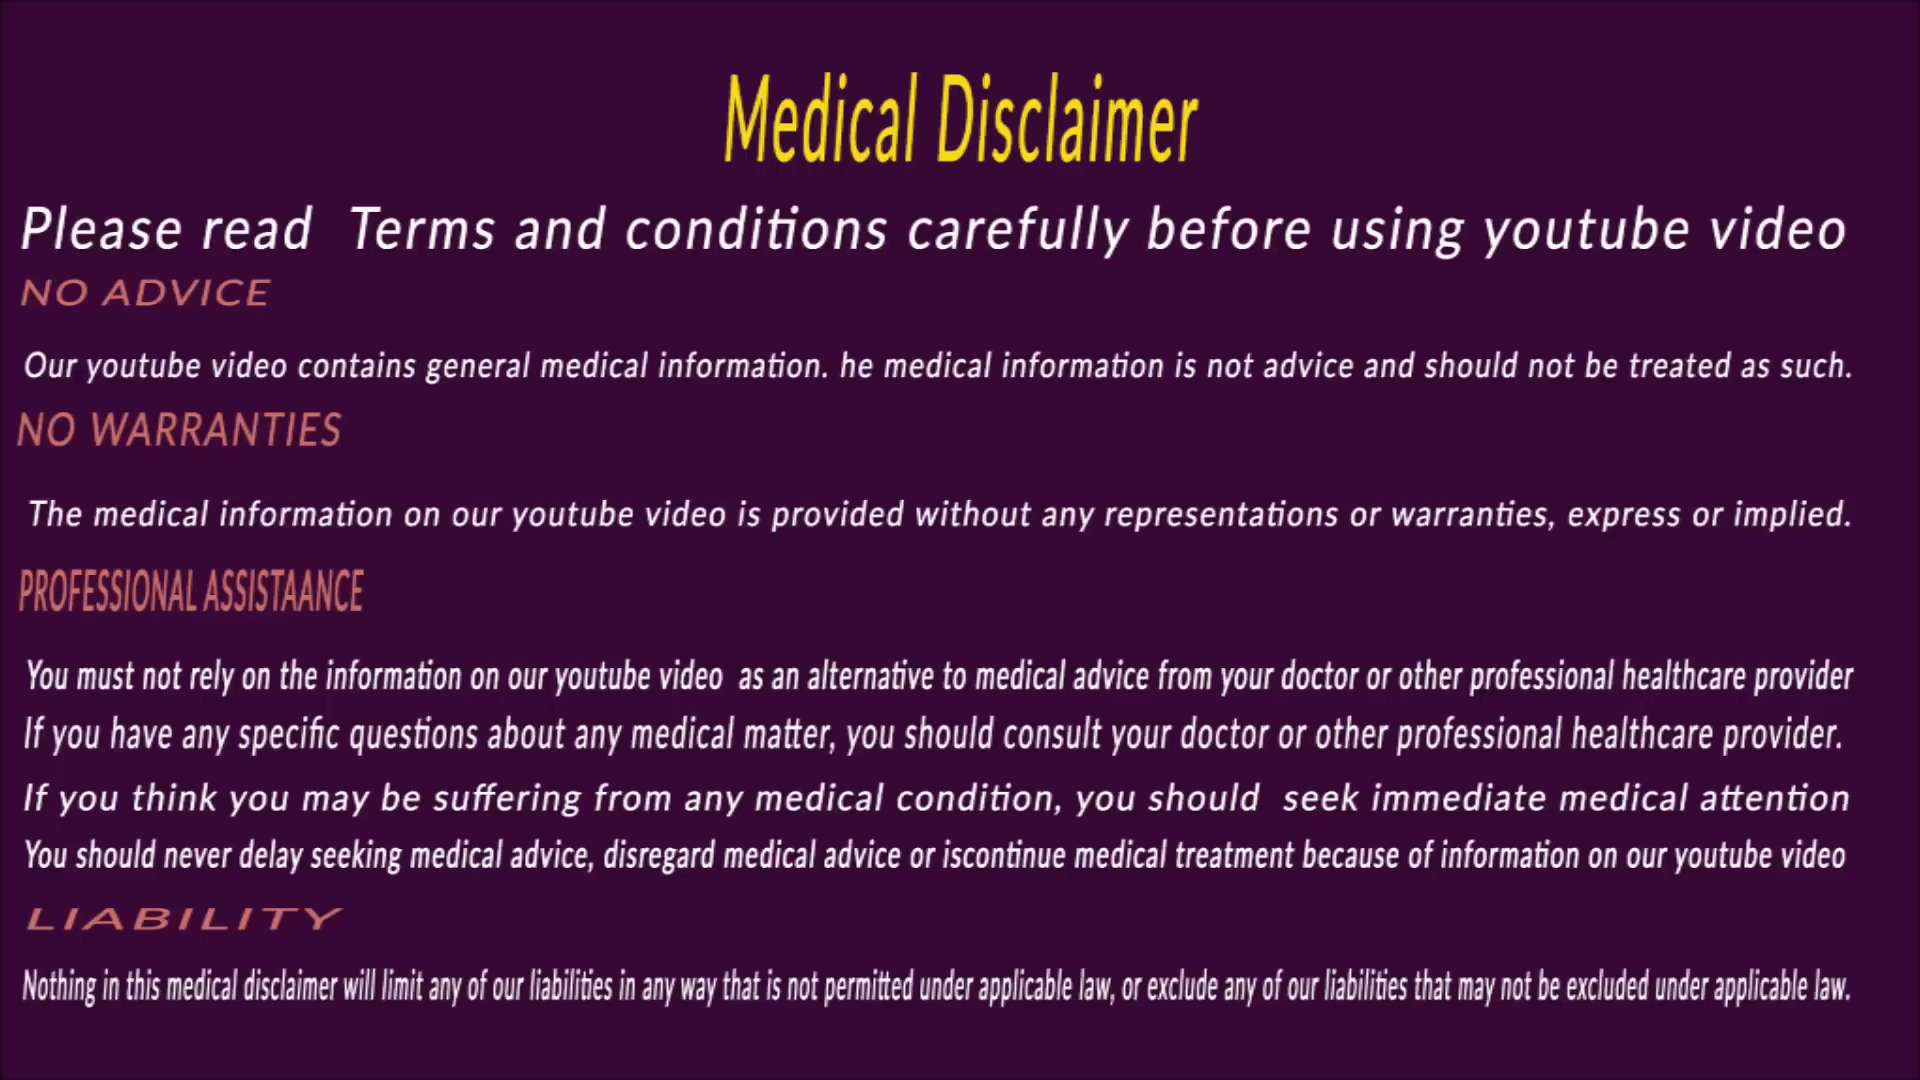 Medical Disclaimer
Please read Terms and conditions carefully before using youtube video
NO ADVICE
Our youtube video contains general medical information. he medical information is not advice and should not be treated as such.
NO WARRANTIES
The medical information on our youtube video is provided without any representations or warranties, express or implied.
PROFESSIONAL ASSISTAANCE
You must not rely on the information on our youtube video as an alternative to medical advice from your doctor or other professional healthcare provider
If you have any specific questions about any medical matter, you should consult your doctor or other professional healthcare provider.
If you think you may be suffering from any medical condition, you should seek immediate medical attention
You should never delay seeking medical advice, disregard medical advice or iscontinue medical treatment because of information on our youtube video
LIABILITY
Nothing in this medical disclaimer will limit any of our liabilities in any way that is not permitted under applicable law, or exclude any of our liabilities that may not be excluded under applicable law.